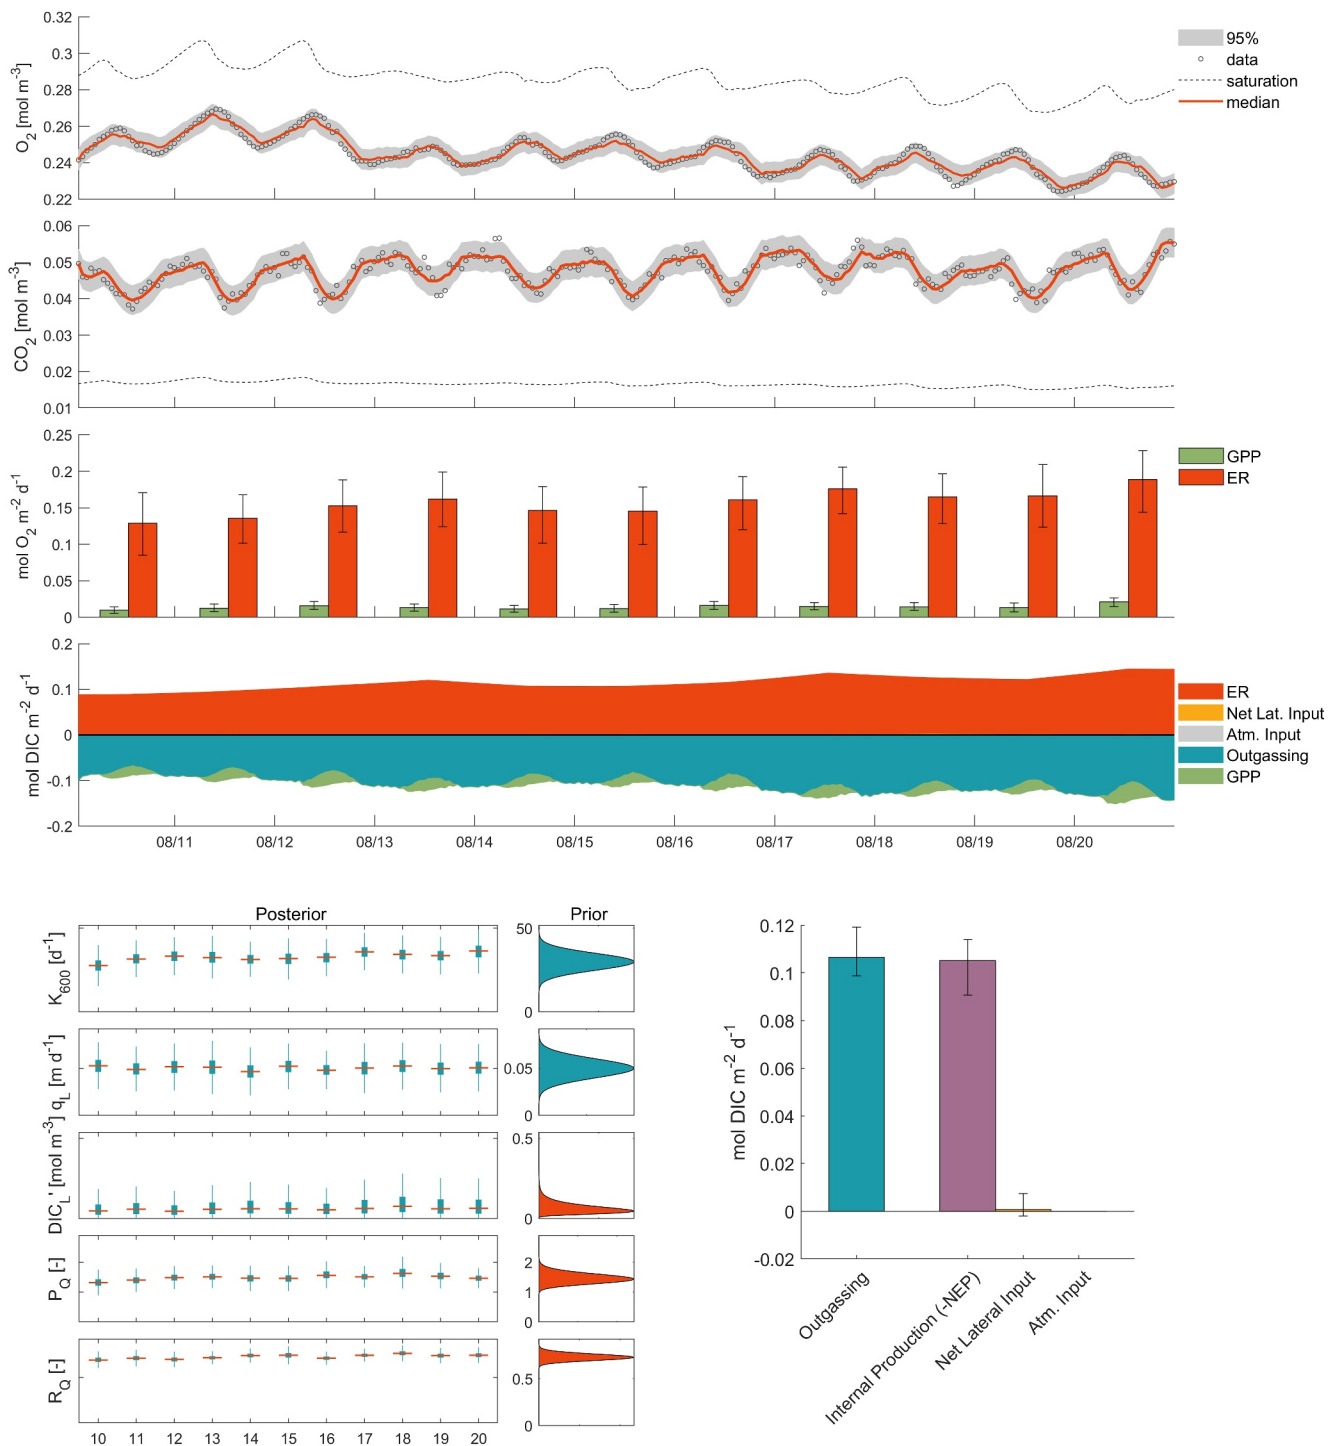 0.32
0.3
0.28
0.26
0.24
0.22
O2 [mol m-3]
95%
data
saturation
median
0.06
0.05
0.04
0.03
0.02
0.01
CO2 [mol m-3]
0.25
0.2
0.15
0.1
0.05
0
mol O2 m-2 d-1
GPP
ER
0.2
0.1
0
-0.1
-0.2
mol DIC m-2 d-1
ER
Net Lat. Input
Atm. Input
Outgassing
GPP
08/11 08/12 08/13 08/14 08/15 08/16 08/17 08/18 08/19 08/20
Posterior
Prior
K600 [d-1]
50
0
qL [m d-1]
0.05
0
DICL' [mol m-3]
0.5
0
PQ [-]
2
1
0
RQ [-]
0.5
0
10 11 12 13 14 15 16 17 18 19 20
0.12
0.1
0.08
0.06
0.04
0.02
0
-0.02
mol DIC m-2 d-1
Outgassing
Internal Production (-NEP)
Net Lateral Input
Atm. Input